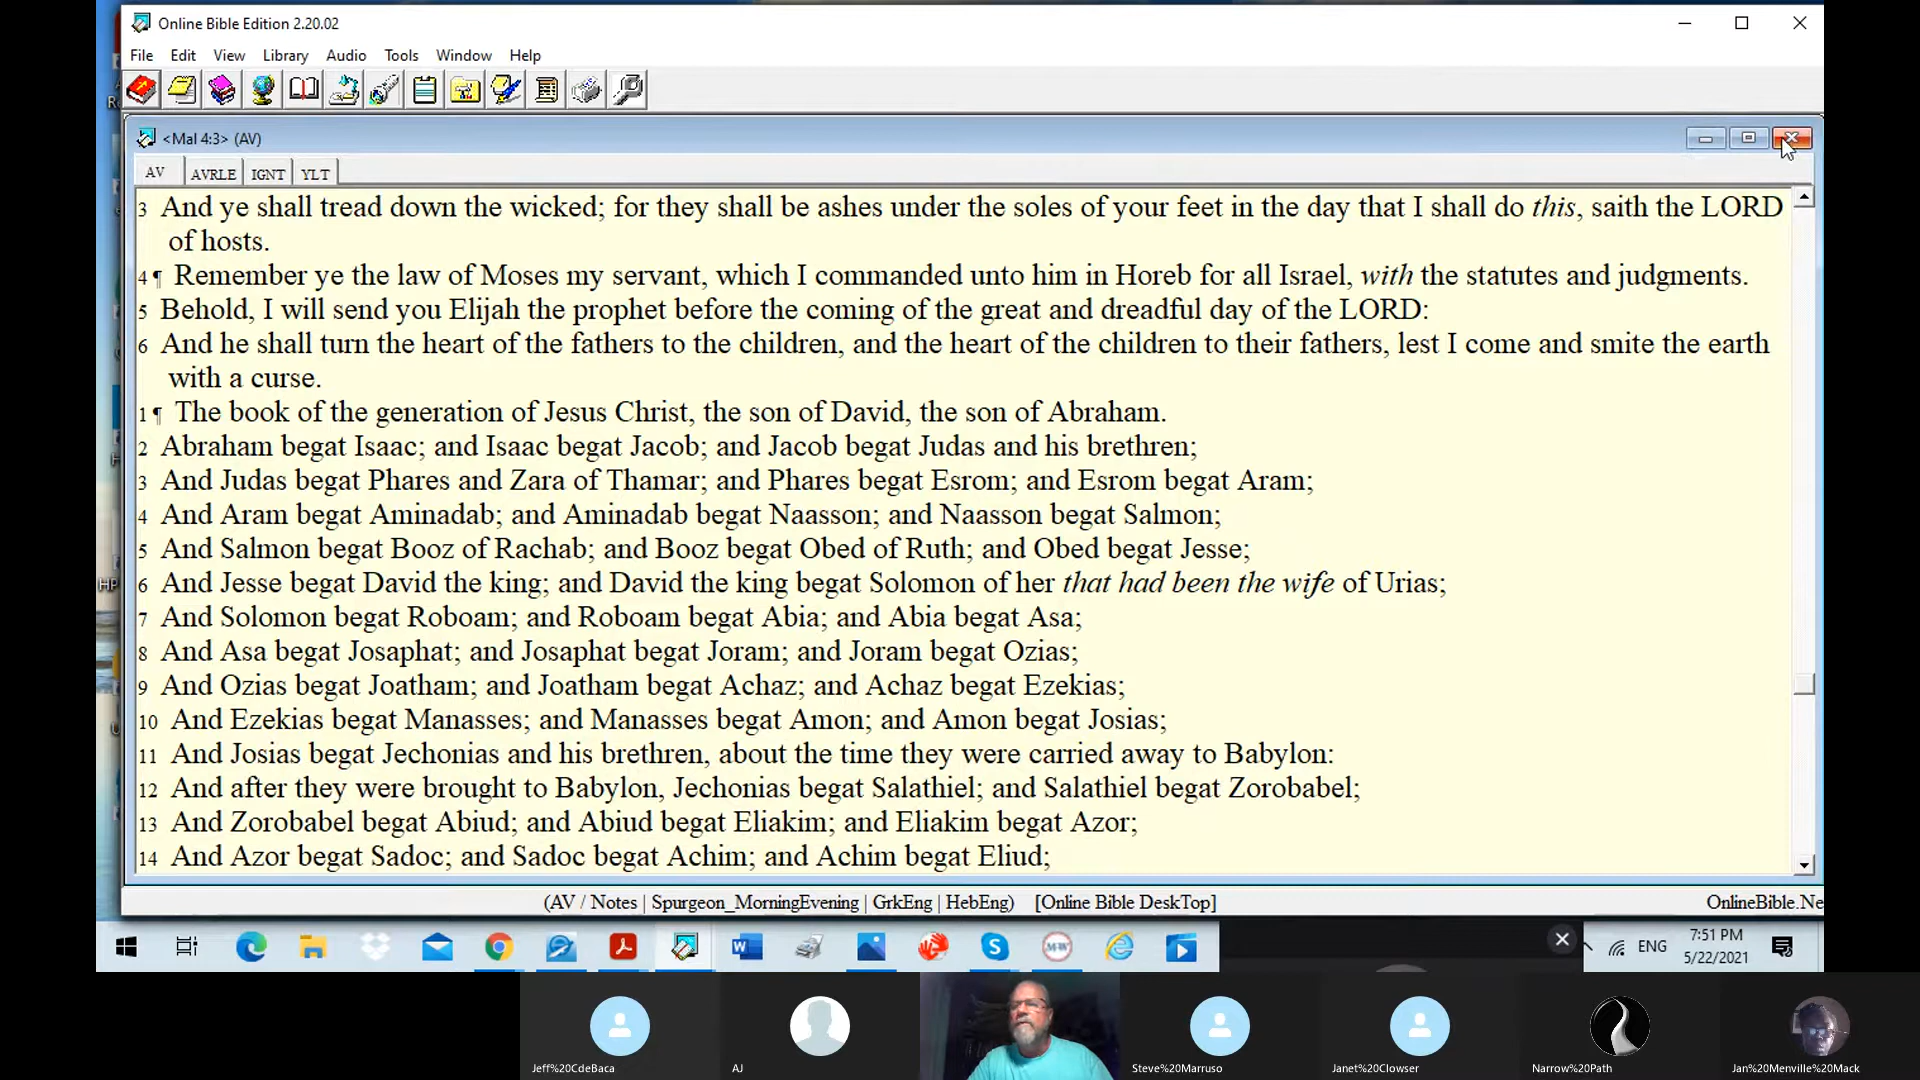 Online Bible Edition 2.20.02
File Edit View Library Audio Tools Window Help
<Mal 4:3> (AV)
AV AVRLE IGNT YLT
3 And ye shall tread down the wicked; for they shall be ashes under the soles of your feet in the day that I shall do this, saith the LORD
of hosts.
4 ¶ Remember ye the law of Moses my servant, which I commanded unto him in Horeb for all Israel, with the statutes and judgments.
5 Behold, I will send you Elijah the prophet before the coming of the great and dreadful day of the LORD:
6 And he shall turn the heart of the fathers to the children, and the heart of the children to their fathers, lest I come and smite the earth
with a curse.
1 ¶ The book of the generation of Jesus Christ, the son of David, the son of Abraham.
2 Abraham begat Isaac; and Isaac begat Jacob; and Jacob begat Judas and his brethren;
3 And Judas begat Phares and Zara of Thamar; and Phares begat Esrom; and Esrom begat Aram;
4 And Aram begat Aminadab; and Aminadab begat Naasson; and Naasson begat Salmon;
5 And Salmon begat Booz of Rachab; and Booz begat Obed of Ruth; and Obed begat Jesse;
6 And Jesse begat David the king; and David the king begat Solomon of her that had been the wife of Urias;
7 And Solomon begat Roboam; and Roboam begat Abia; and Abia begat Asa;
8 And Asa begat Josaphat; and Josaphat begat Joram; and Joram begat Ozias;
9 And Ozias begat Joatham; and Joatham begat Achaz; and Achaz begat Ezekias;
10 And Ezekias begat Manasses; and Manasses begat Amon; and Amon begat Josias;
11 And Josias begat Jechonias and his brethren, about the time they were carried away to Babylon:
12 And after they were brought to Babylon, Jechonias begat Salathiel; and Salathiel begat Zorobabel;
13 And Zorobabel begat Abiud; and Abiud begat Eliakim; and Eliakim begat Azor;
14 And Azor begat Sadoc; and Sadoc begat Achim; and Achim begat Eliud;
(AV / Notes | Spurgeon_MorningEvening | GrkEng | HebEng) [Online Bible DeskTop] OnlineBible.Ne
HP
M-W
ENG
7:51 PM
5/22/2021
Jeff%20CdeBaca
AJ
Steve%20Marruso
Janet%20Clowser
Narrow%20Path
Jan%20Menville%20Mack